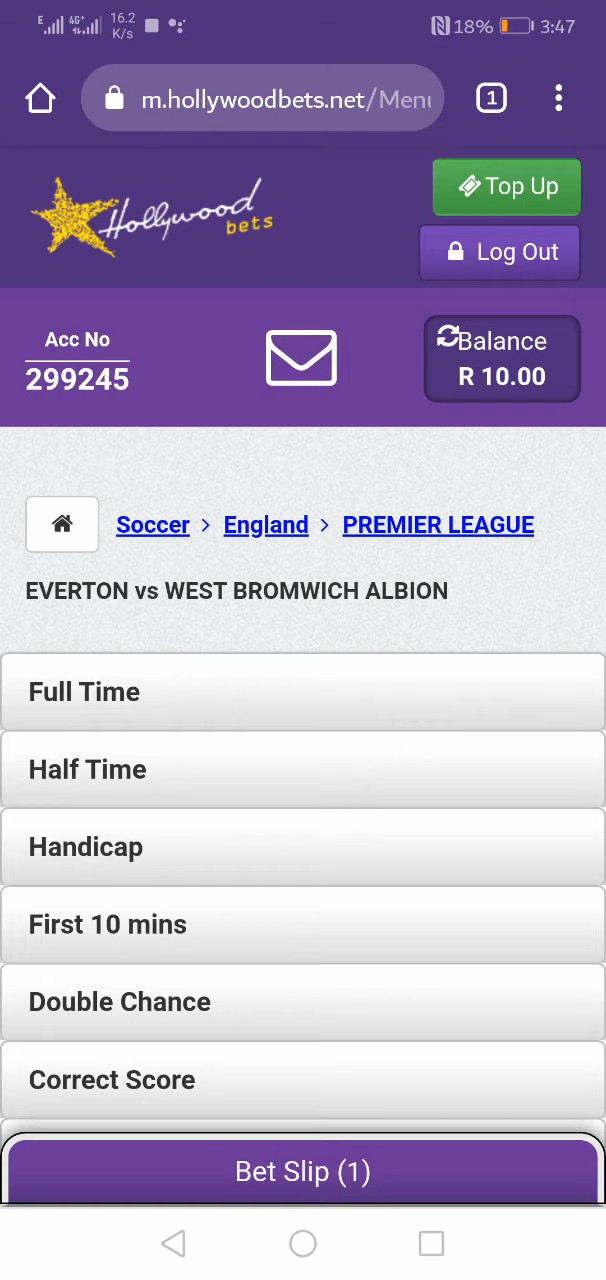 E 4G+ 16.2 K/s 18% 3:47
m.hollywoodbets.net/Menu 1
Hollywood bets
Top Up
Log Out
Acc No
299245
Balance
R 10.00
Soccer > England > PREMIER LEAGUE
EVERTON vs WEST BROMWICH ALBION
Full Time
Half Time
Handicap
First 10 mins
Double Chance
Correct Score
Bet Slip (1)